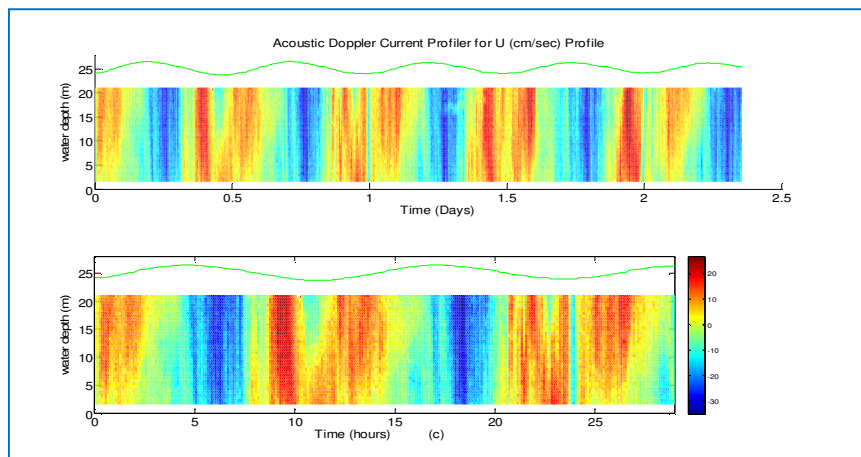 Acoustic Doppler Current Profiler for U (cm/sec) Profile
25
20
15
10
5
0
water depth (m)
0 0.5 1 1.5 2 2.5
Time (Days)
25
20
15
10
5
0
water depth (m)
0 5 10 15 20 25
Time (hours) (c)
20
10
0
-10
-20
-30